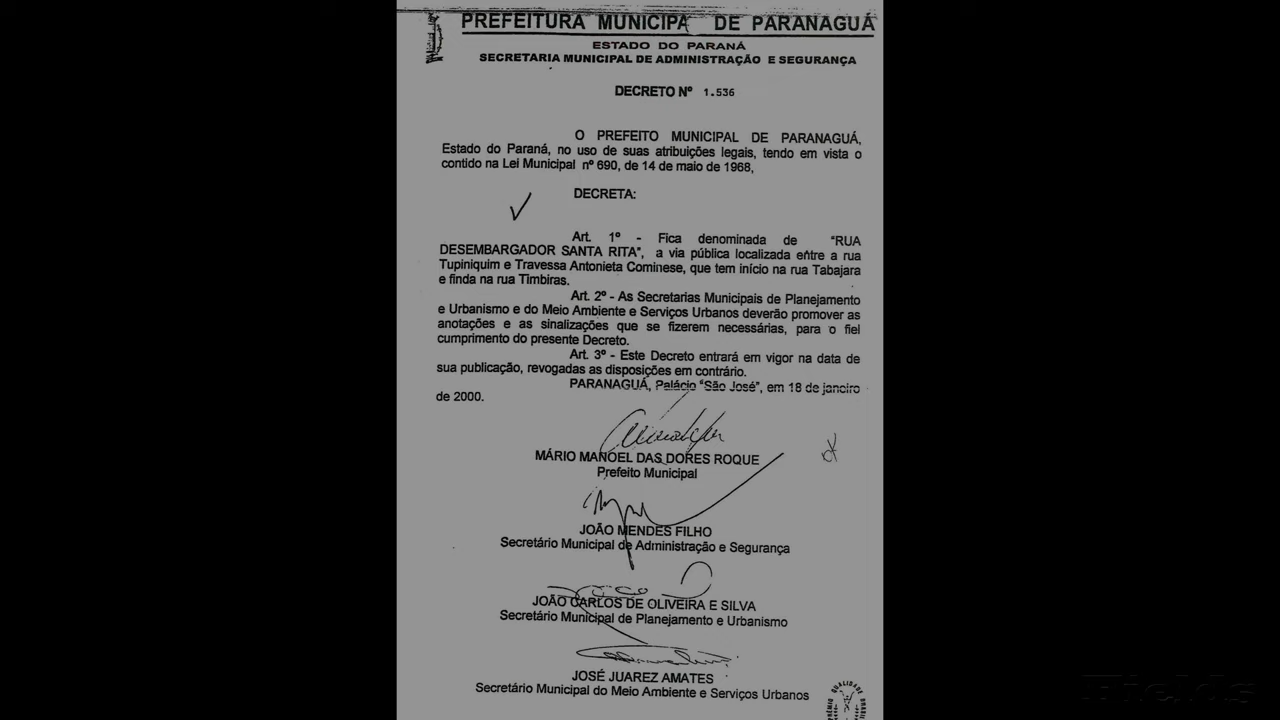 PREFEITURA MUNICIPA DE PARANAGUÁ
ESTADO DO PARANÁ
SECRETARIA MUNICIPAL DE ADMINISTRAÇÃO E SEGURANÇA
DECRETO Nº 1.536
O PREFEITO MUNICIPAL DE PARANAGUÁ,
Estado do Paraná, no uso de suas atribuições legais, tendo em vista o
contido na Lei Municipal nº 690, de 14 de maio de 1968,
DECRETA:
Art. 1º - Fica denominada de "RUA
DESEMBARGADOR SANTA RITA", a via pública localizada entre a rua
Tupiniquim e Travessa Antonieta Cominese, que tem início na rua Tabajara
e finda na rua Timbiras.
Art. 2º - As Secretarias Municipais de Planejamento
e Urbanismo e do Meio Ambiente e Serviços Urbanos deverão promover as
anotações e as sinalizações que se fizerem necessárias, para o fiel
cumprimento do presente Decreto.
Art. 3º - Este Decreto entrará em vigor na data de
sua publicação, revogadas as disposições em contrário.
PARANAGUÁ, Palácio "São José", em 18 de janeiro
de 2000.
MÁRIO MANOEL DAS DORES ROQUE
Prefeito Municipal
JOÃO MENDES FILHO
Secretário Municipal de Administração e Segurança
JOÃO CARLOS DE OLIVEIRA E SILVA
Secretário Municipal de Planejamento e Urbanismo
JOSÉ JUAREZ AMATES
Secretário Municipal do Meio Ambiente e Serviços Urbanos
QUALIDADE
Fields